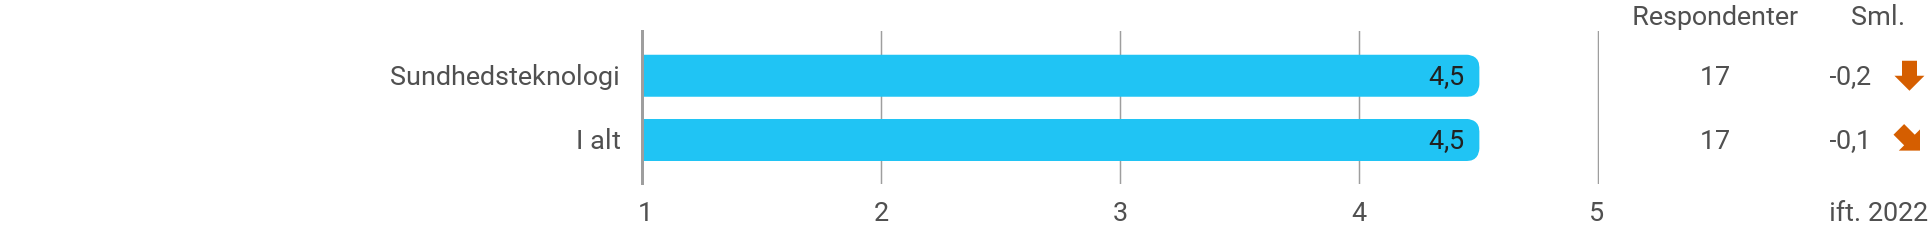 Respondenter Sml.
Sundhedsteknologi 4,5 17 -0,2
I alt 4,5 17 -0,1
1 2 3 4 5 ift. 2022